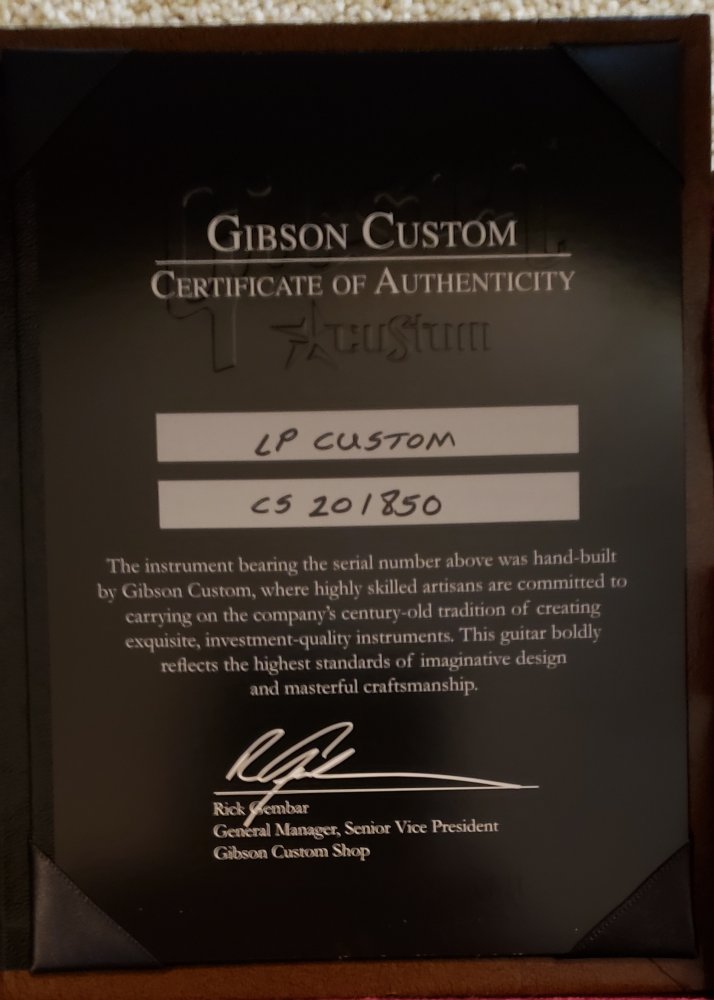 GIBSON CUSTOM
CERTIFICATE OF AUTHENTICITY
custom
LP CUSTOM
CS 201850
The instrument bearing the serial number above was hand-built
by Gibson Custom, where highly skilled artisans are committed to
carrying on the company's century-old tradition of creating
exquisite, investment-quality instruments. This guitar boldly
reflects the highest standards of imaginative design
and masterful craftsmanship.
Rick Gembar
General Manager, Senior Vice President
Gibson Custom Shop